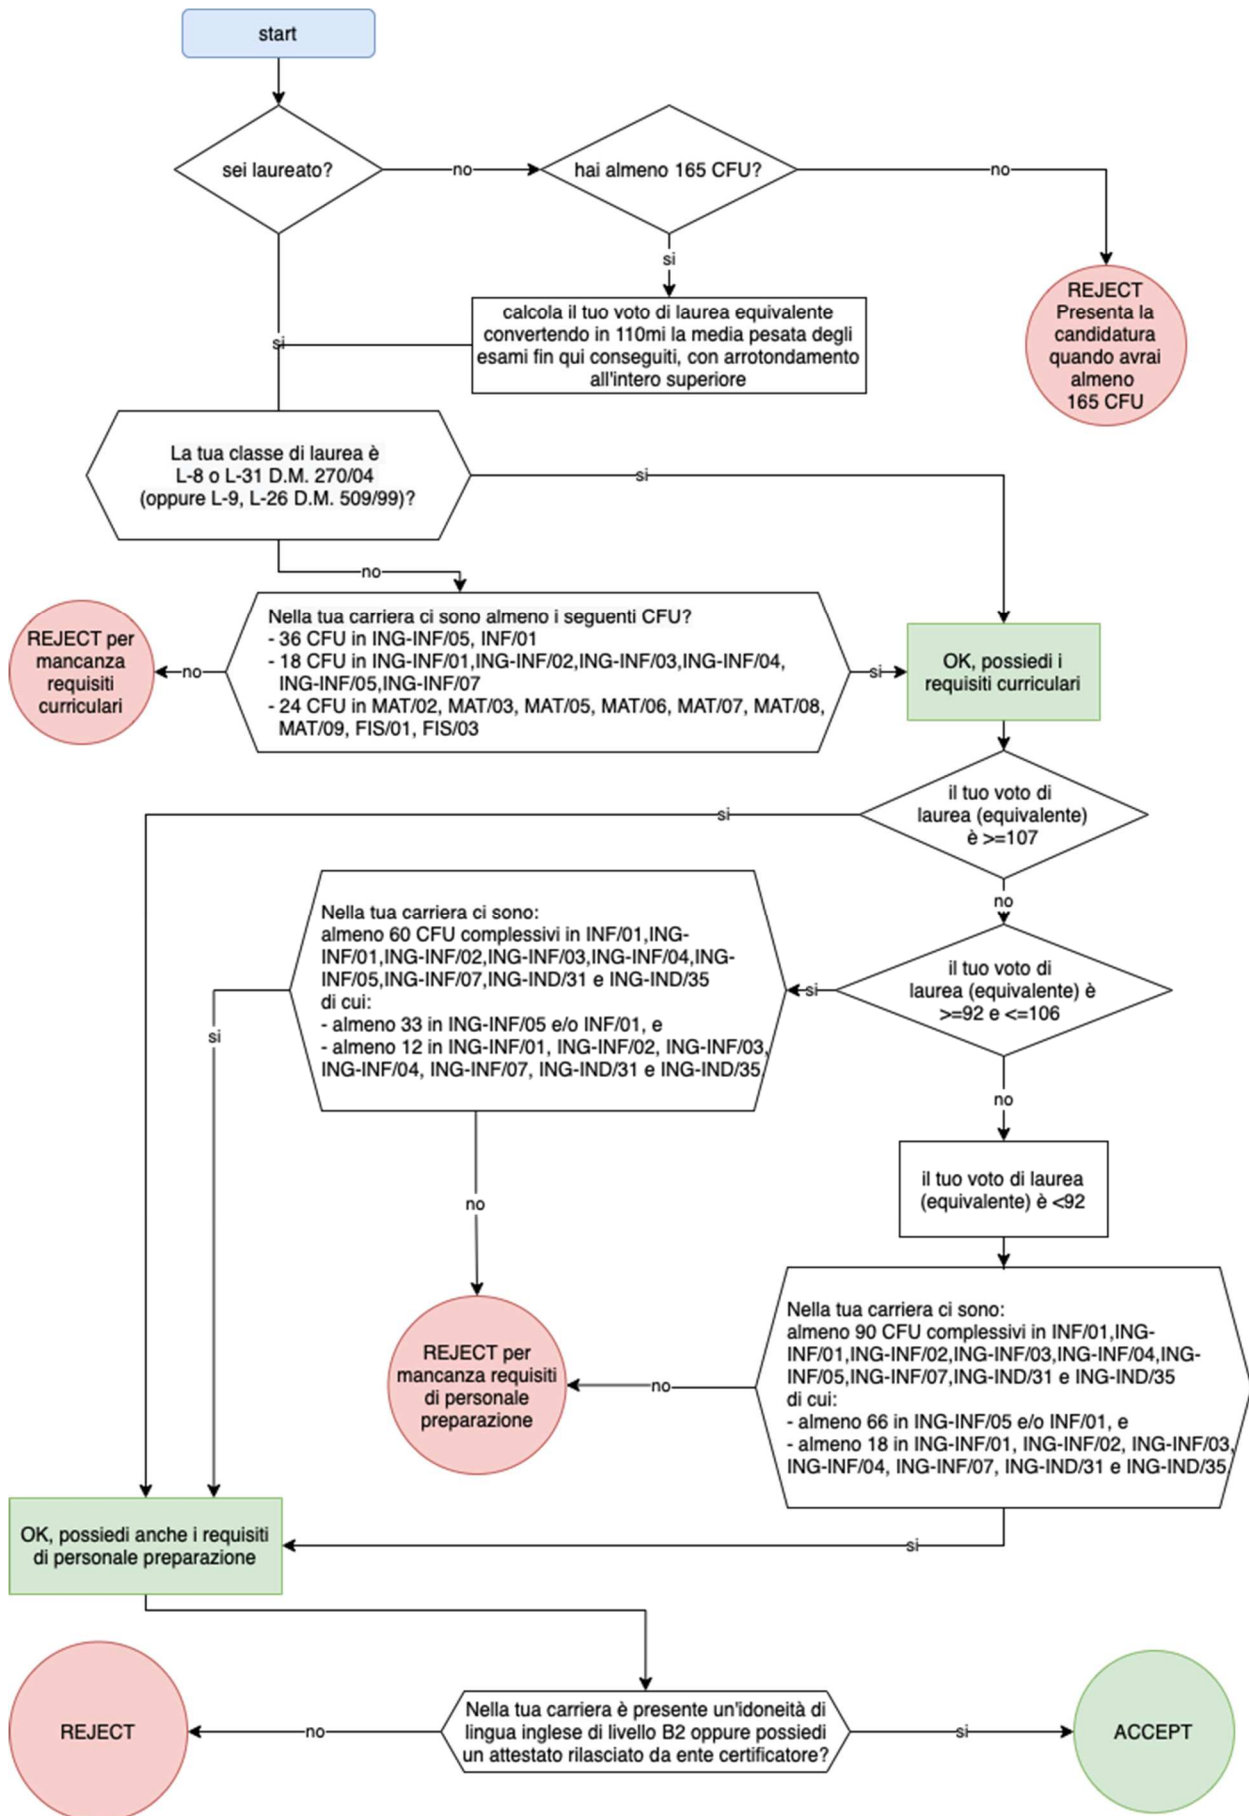 start
sei laureato?
no
hai almeno 165 CFU?
no
si
REJECT
Presenta la
candidatura
quando avrai
almeno
165 CFU
calcola il tuo voto di laurea equivalente
convertendo in 110mi la media pesata degli
esami fin qui conseguiti, con arrotondamento
all'intero superiore
si
La tua classe di laurea è
L-8 o L-31 D.M. 270/04
(oppure L-9, L-26 D.M. 509/99)?
si
no
Nella tua carriera ci sono almeno i seguenti CFU?
- 36 CFU in ING-INF/05, INF/01
- 18 CFU in ING-INF/01,ING-INF/02,ING-INF/03,ING-INF/04,
ING-INF/05,ING-INF/07
- 24 CFU in MAT/02, MAT/03, MAT/05, MAT/06, MAT/07, MAT/08,
MAT/09, FIS/01, FIS/03
no
REJECT per
mancanza
requisiti
curriculari
si
OK, possiedi i
requisiti curriculari
il tuo voto di
laurea (equivalente)
è >=107
si
no
il tuo voto di
laurea (equivalente) è
>=92 e <=106
si
Nella tua carriera ci sono:
almeno 60 CFU complessivi in INF/01,ING-
INF/01,ING-INF/02,ING-INF/03,ING-INF/04,ING-
INF/05,ING-INF/07,ING-IND/31 e ING-IND/35
di cui:
- almeno 33 in ING-INF/05 e/o INF/01, e
- almeno 12 in ING-INF/01, ING-INF/02, ING-INF/03,
ING-INF/04, ING-INF/07, ING-IND/31 e ING-IND/35
si
no
no
il tuo voto di laurea
(equivalente) è <92
Nella tua carriera ci sono:
almeno 90 CFU complessivi in INF/01,ING-
INF/01,ING-INF/02,ING-INF/03,ING-INF/04,ING-
INF/05,ING-INF/07,ING-IND/31 e ING-IND/35
di cui:
- almeno 66 in ING-INF/05 e/o INF/01, e
- almeno 18 in ING-INF/01, ING-INF/02, ING-INF/03,
ING-INF/04, ING-INF/07, ING-IND/31 e ING-IND/35.
no
REJECT per
mancanza requisiti
di personale
preparazione
si
OK, possiedi anche i requisiti
di personale preparazione
Nella tua carriera è presente un'idoneità di
lingua inglese di livello B2 oppure possiedi
un attestato rilasciato da ente certificatore?
no
REJECT
si
ACCEPT